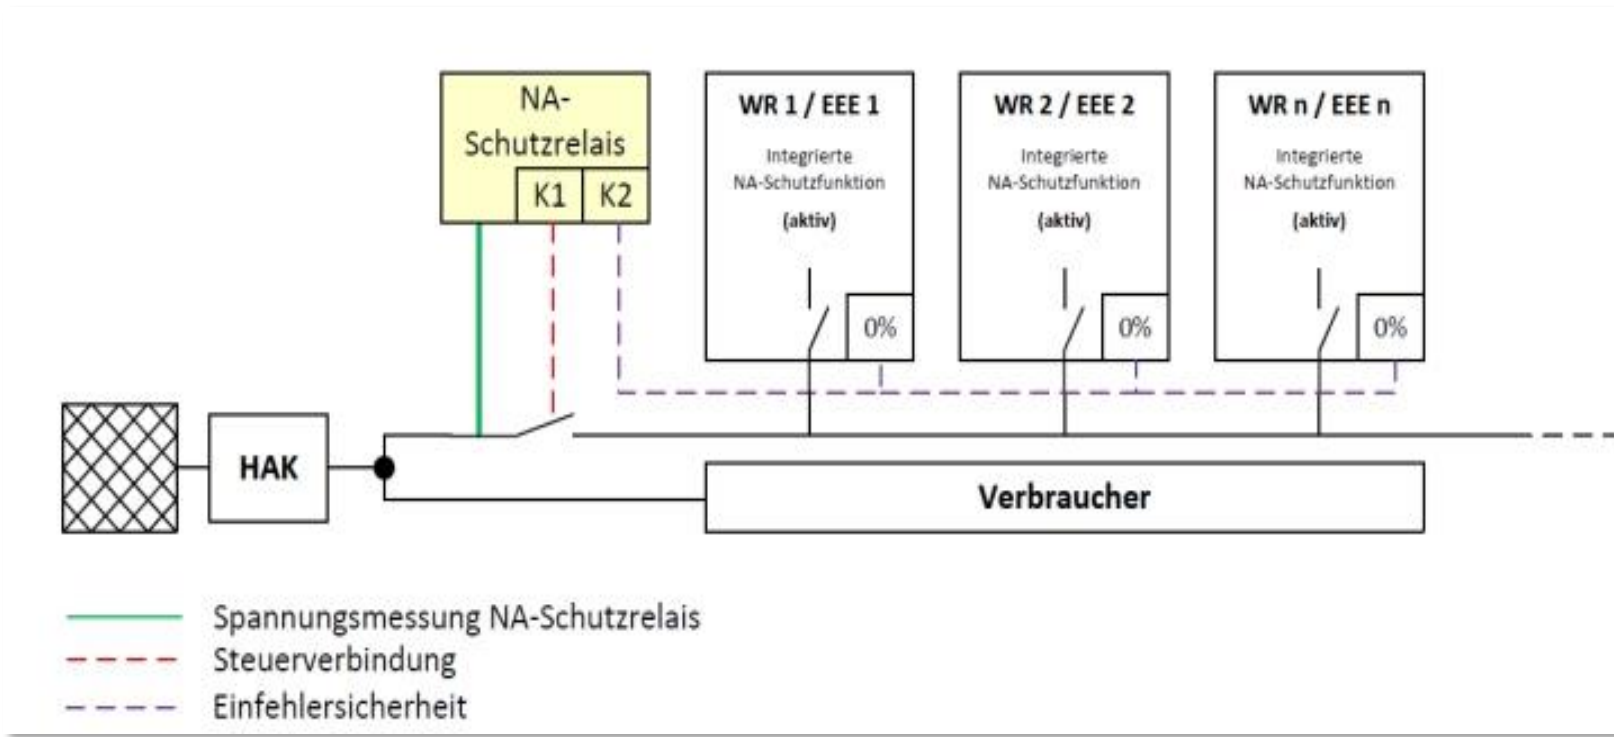 NA-
Schutzrelais
K1
K2
WR 1 / EEE 1
Integrierte
NA-Schutzfunktion
(aktiv)
0%
WR 2 / EEE 2
Integrierte
NA-Schutzfunktion
(aktiv)
0%
WR n / EEE n
Integrierte
NA-Schutzfunktion
(aktiv)
0%
HAK
Verbraucher
Spannungsmessung NA-Schutzrelais
Steuerverbindung
Einfehlersicherheit